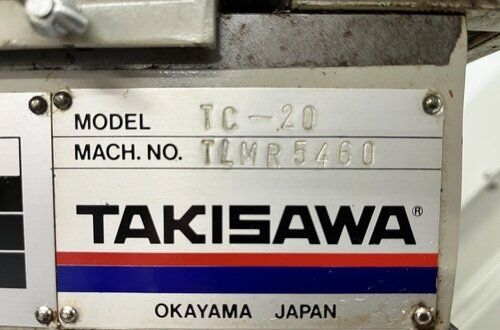 MODEL TC-20
MACH. NO. TLMR5460
TAKISAWA®
OKAYAMA JAPAN